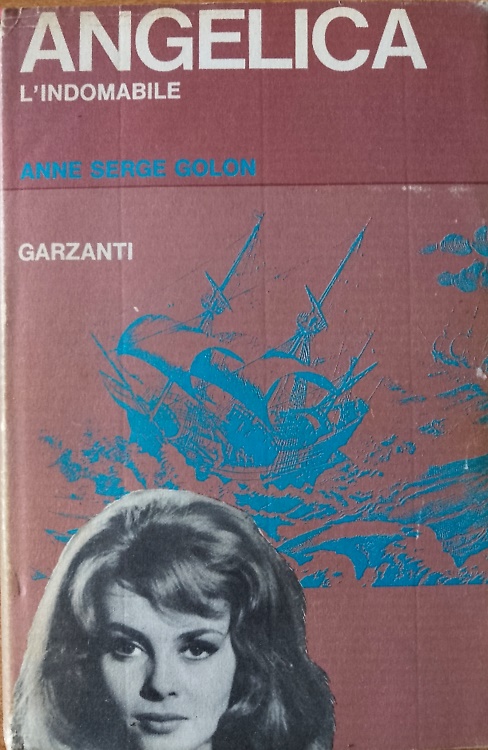 ANGELICA
L'INDOMABILE
ANNE SERGE GOLON
GARZANTI